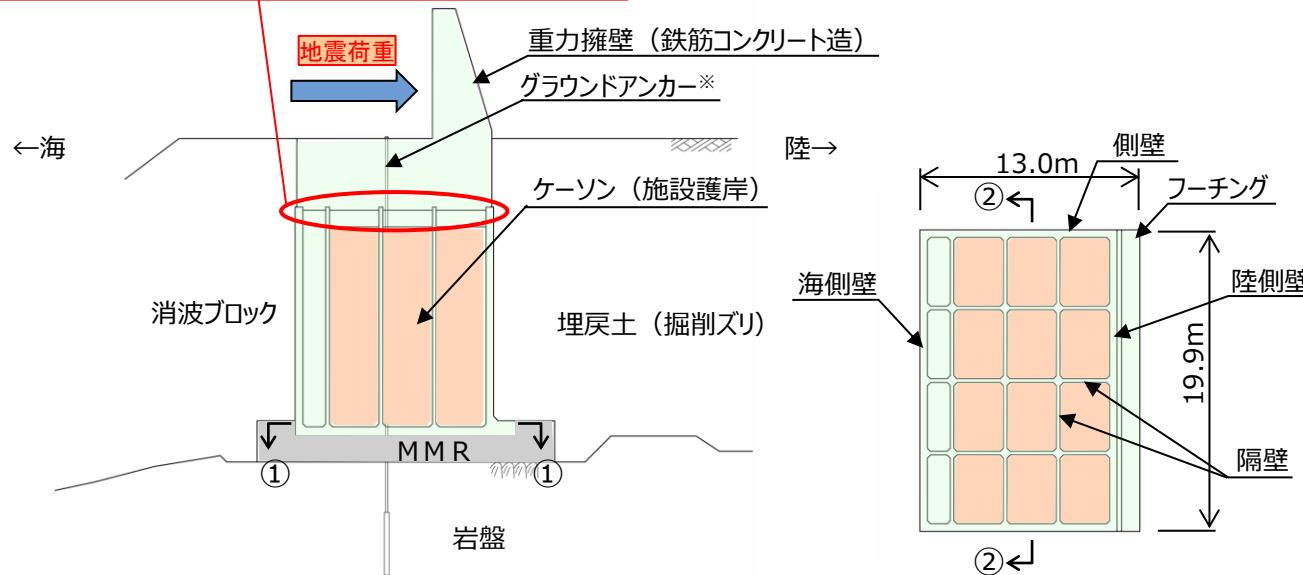 地震荷重
重力擁壁（鉄筋コンクリート造）
グラウンドアンカー※
←海
陸→
ケーソン（施設護岸）
消波ブロック
埋戻土（掘削ズリ）
MMR
①
①
岩盤
13.0m
側壁
②
フーチング
海側壁
陸側壁
19.9m
隔壁
②